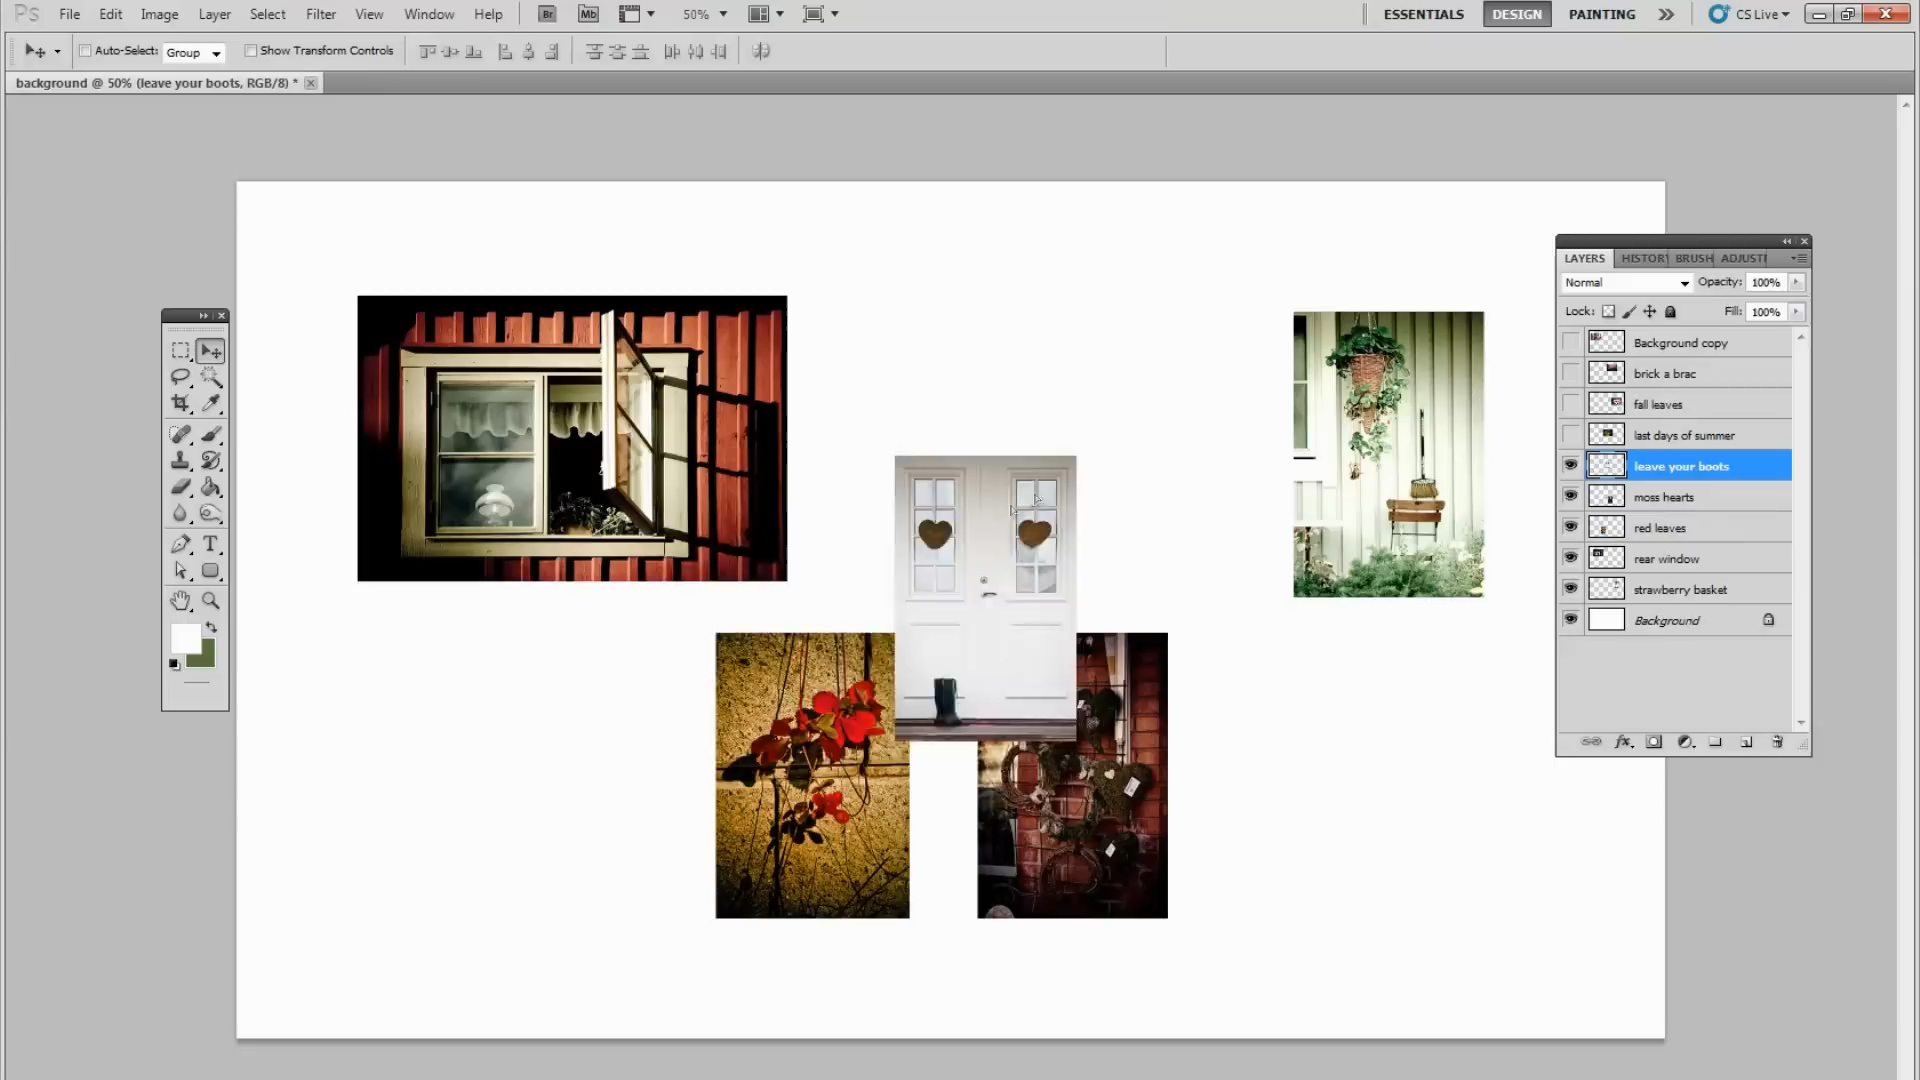 Ps File Edit Image Layer Select Filter View Window Help Br Mb 50% ESSENTIALS DESIGN PAINTING CS Live
Auto-Select: Group Show Transform Controls
background @ 50% (leave your boots, RGB/8) *
LAYERS HISTOR BRUSH ADJUSTI
Normal Opacity: 100%
Lock: Fill: 100%
Background copy
brick a brac
fall leaves
last days of summer
leave your boots
moss hearts
red leaves
rear window
strawberry basket
Background